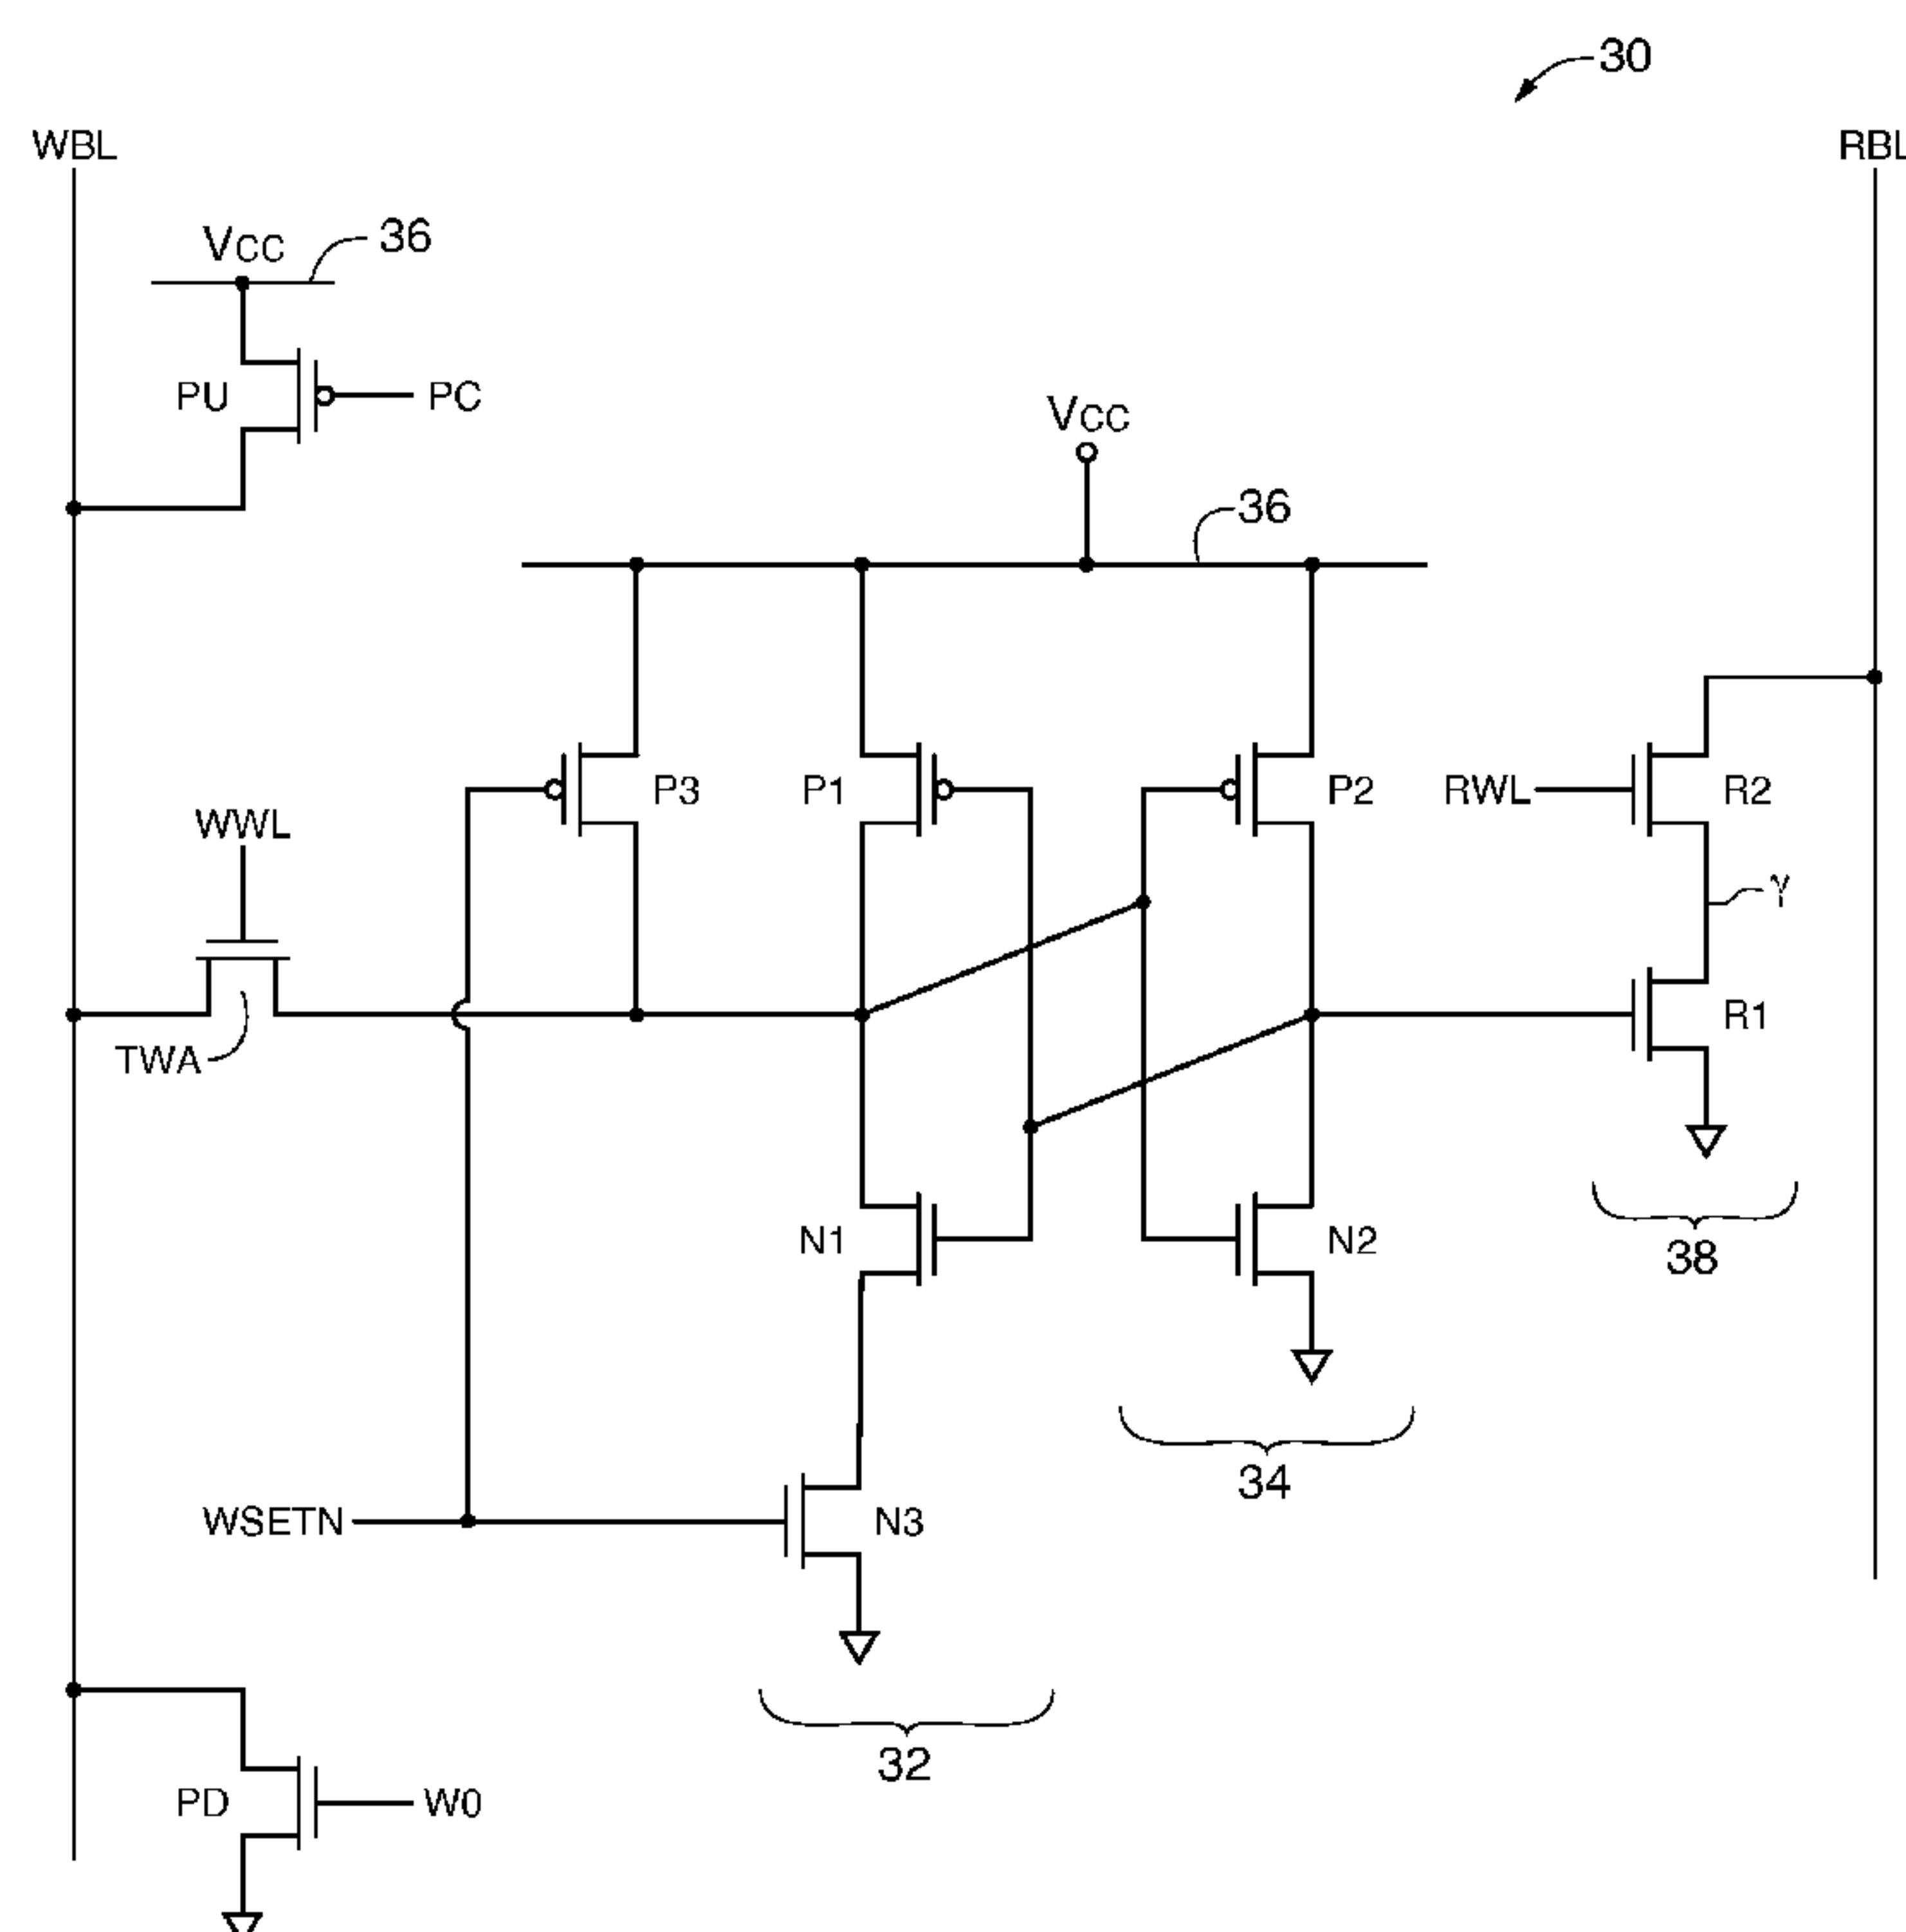 30
WBL
RBL
VCC
36
PU
PC
VCC
36
P3
P1
P2
RWL
R2
WWL
γ
TWA
R1
N1
N2
38
34
WSETN
N3
32
PD
W0